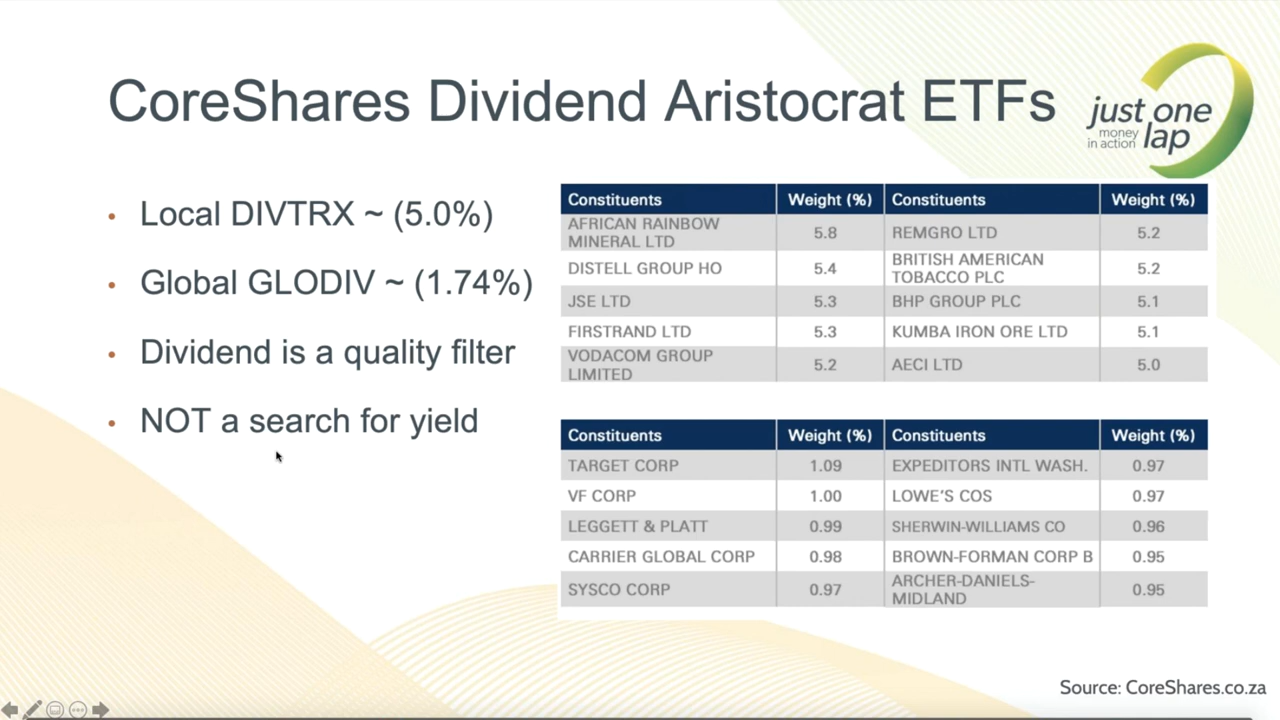 CoreShares Dividend Aristocrat ETFs
just one
money
in action
lap
• Local DIVTRX ~ (5.0%)
• Global GLODIV ~ (1.74%)
• Dividend is a quality filter
• NOT a search for yield
Constituents Weight (%) Constituents Weight (%)
AFRICAN RAINBOW
MINERAL LTD 5.8 REMGRO LTD 5.2
DISTELL GROUP HO 5.4 BRITISH AMERICAN
TOBACCO PLC 5.2
JSE LTD 5.3 BHP GROUP PLC 5.1
FIRSTRAND LTD 5.3 KUMBA IRON ORE LTD 5.1
VODACOM GROUP
LIMITED 5.2 AECI LTD 5.0
Constituents Weight (%) Constituents Weight (%)
TARGET CORP 1.09 EXPEDITORS INTL WASH. 0.97
VF CORP 1.00 LOWE'S COS 0.97
LEGGETT & PLATT 0.99 SHERWIN-WILLIAMS CO 0.96
CARRIER GLOBAL CORP 0.98 BROWN-FORMAN CORP B 0.95
SYSCO CORP 0.97 ARCHER-DANIELS-
MIDLAND 0.95
Source: CoreShares.co.za